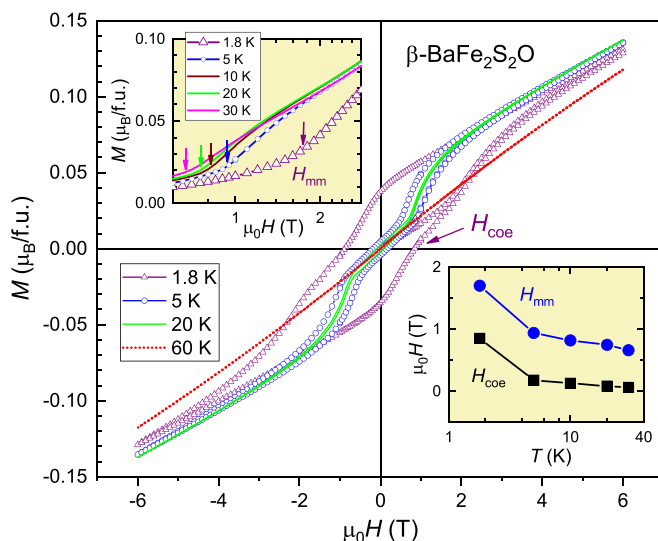 β-BaFe2S2O
M (μB/f.u.)
0.15
0.10
0.05
0.00
-0.05
-0.10
-0.15
-6
-4
-2
0
2
4
6
μ0H (T)
1.8 K
5 K
20 K
60 K
Hcoe
M (μB/f.u.)
0.10
0.05
0.00
1
2
μ0H (T)
1.8 K
5 K
10 K
20 K
30 K
Hmm
μ0H (T)
2
1
0
1
10
40
T (K)
Hmm
Hcoe